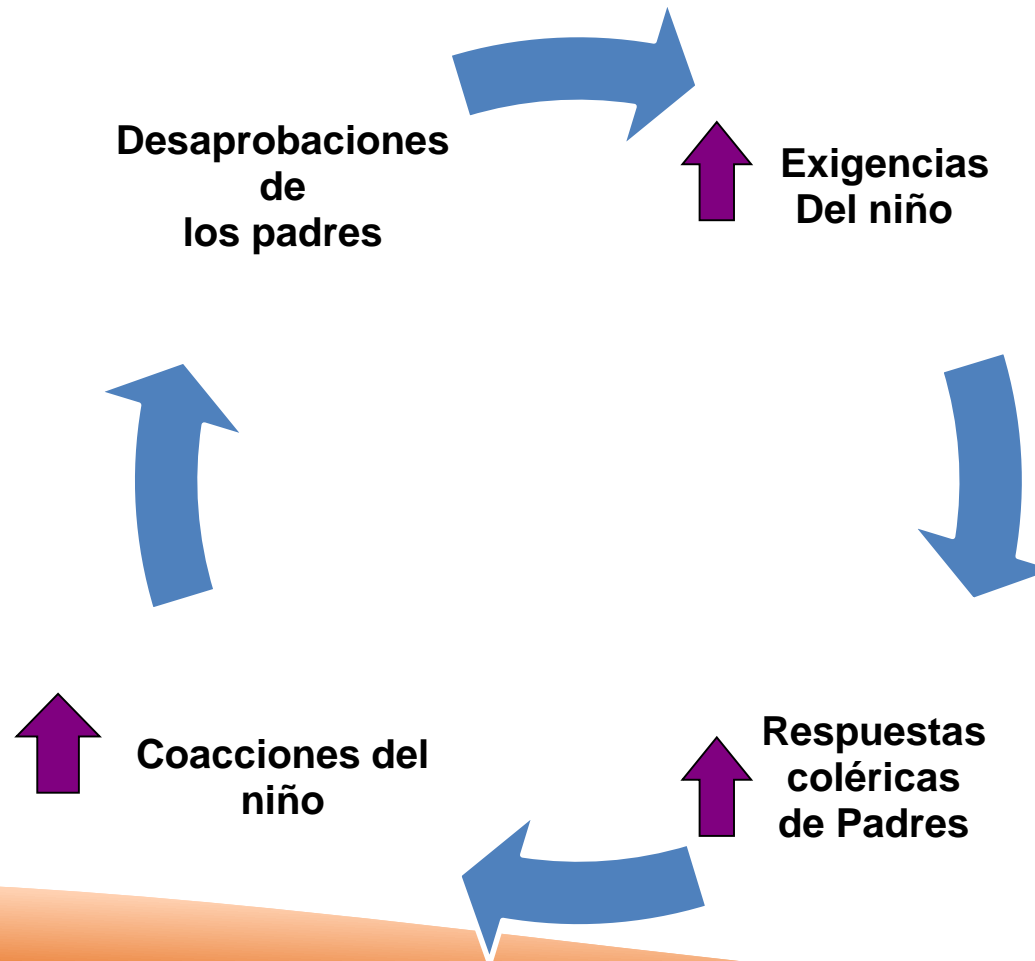 Desaprobaciones
de
los padres
Exigencias
Del niño
Respuestas
coléricas
de Padres
Coacciones del
niño